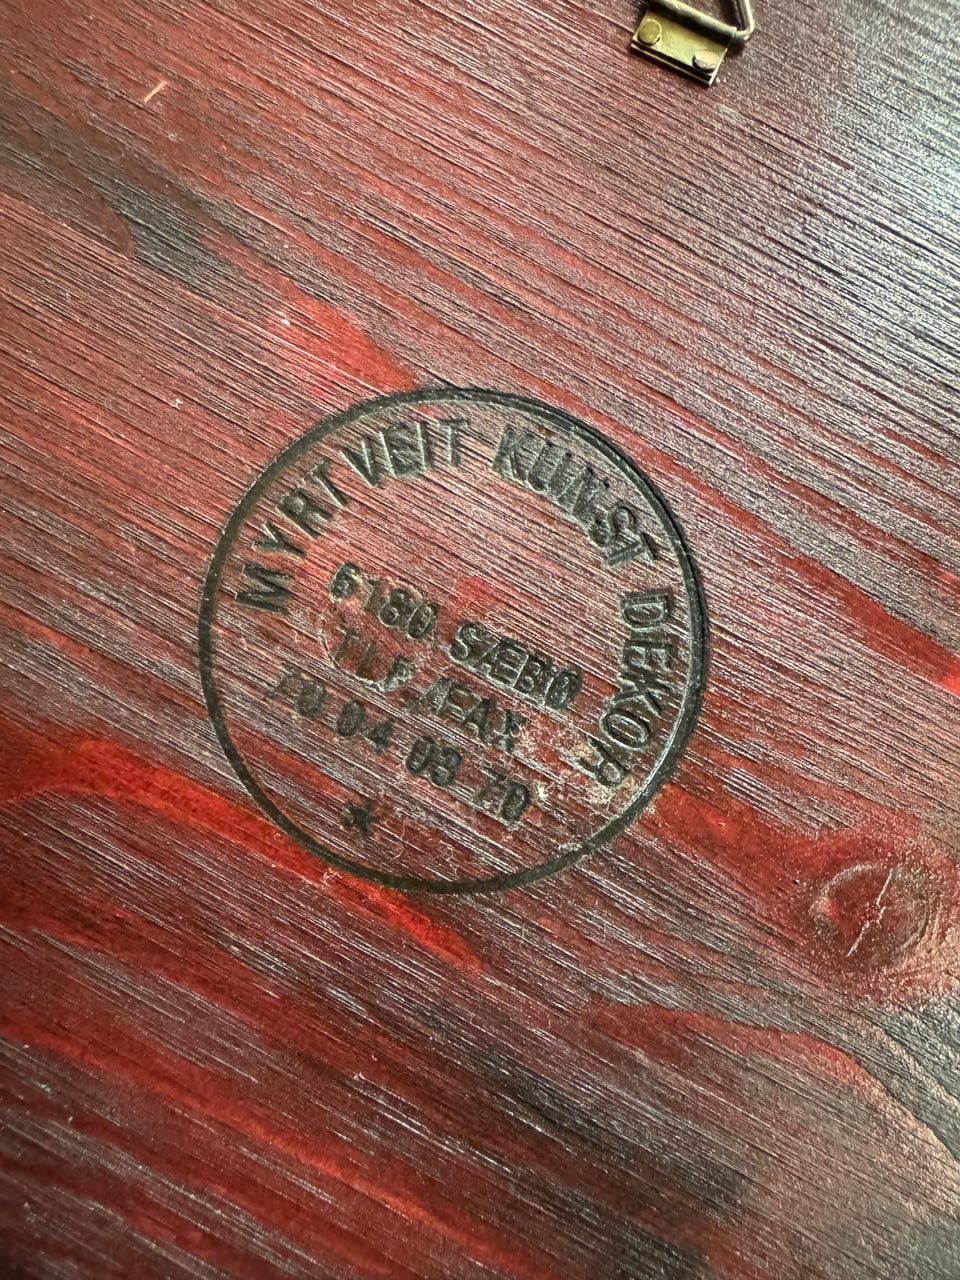 MYRTVEIT KUNST DEKOR
6180 SÆBØ
TLF /FAX
70 04 03 70
*